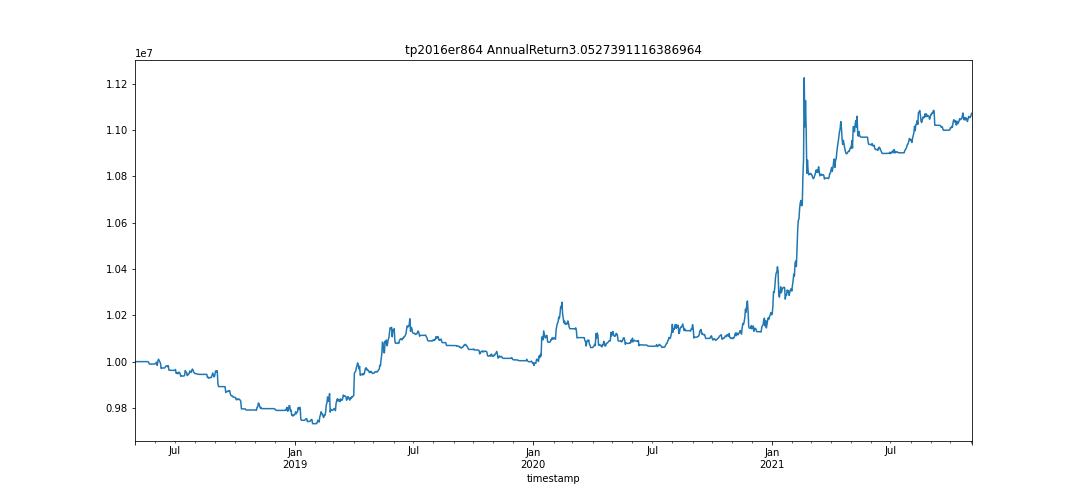 tp2016er864 AnnualReturn3.0527391116386964
1e7
1.12
1.10
1.08
1.06
1.04
1.02
1.00
0.98
Jul Jan Jul Jan Jul Jan Jul
2019 2020 2021
timestamp